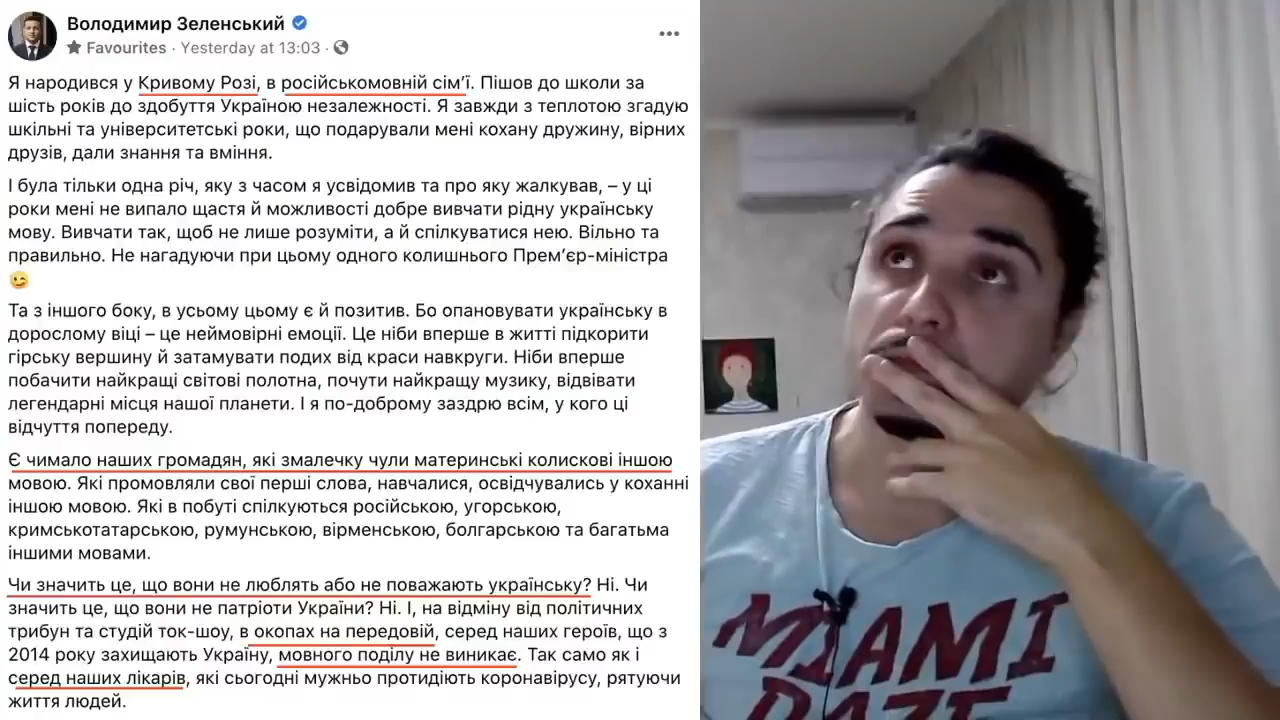 Володимир Зеленський
Favourites · Yesterday at 13:03 ·
Я народився у Кривому Розі, в російськомовній сім’ї. Пішов до школи за
шість років до здобуття Україною незалежності. Я завжди з теплотою згадую
шкільні та університетські роки, що подарували мені кохану дружину, вірних
друзів, дали знання та вміння.
І була тільки одна річ, яку з часом я усвідомив та про яку жалкував, – у ці
роки мені не випало щастя й можливості добре вивчати рідну українську
мову. Вивчати так, щоб не лише розуміти, а й спілкуватися нею. Вільно та
правильно. Не нагадуючи при цьому одного колишнього Прем’єр-міністра
😉
Та з іншого боку, в усьому цьому є й позитив. Бо опановувати українську в
дорослому віці – це неймовірні емоції. Це ніби вперше в житті підкорити
гірську вершину й затамувати подих від краси навкруги. Ніби вперше
побачити найкращі світові полотна, почути найкращу музику, відвівати
легендарні місця нашої планети. І я по-доброму заздрю всім, у кого ці
відчуття попереду.
Є чимало наших громадян, які змалечку чули материнські колискові іншою
мовою. Які промовляли свої перші слова, навчалися, освідчувались у коханні
іншою мовою. Які в побуті спілкуються російською, угорською,
кримськотатарською, румунською, вірменською, болгарською та багатьма
іншими мовами.
Чи значить це, що вони не люблять або не поважають українську? Ні. Чи
значить це, що вони не патріоти України? Ні. І, на відміну від політичних
трибун та студій ток-шоу, в окопах на передовій, серед наших героїв, що з
2014 року захищають Україну, мовного поділу не виникає. Так само як і
серед наших лікарів, які сьогодні мужньо протидіють коронавірусу, рятуючи
життя людей.
MIAMI
DAZE